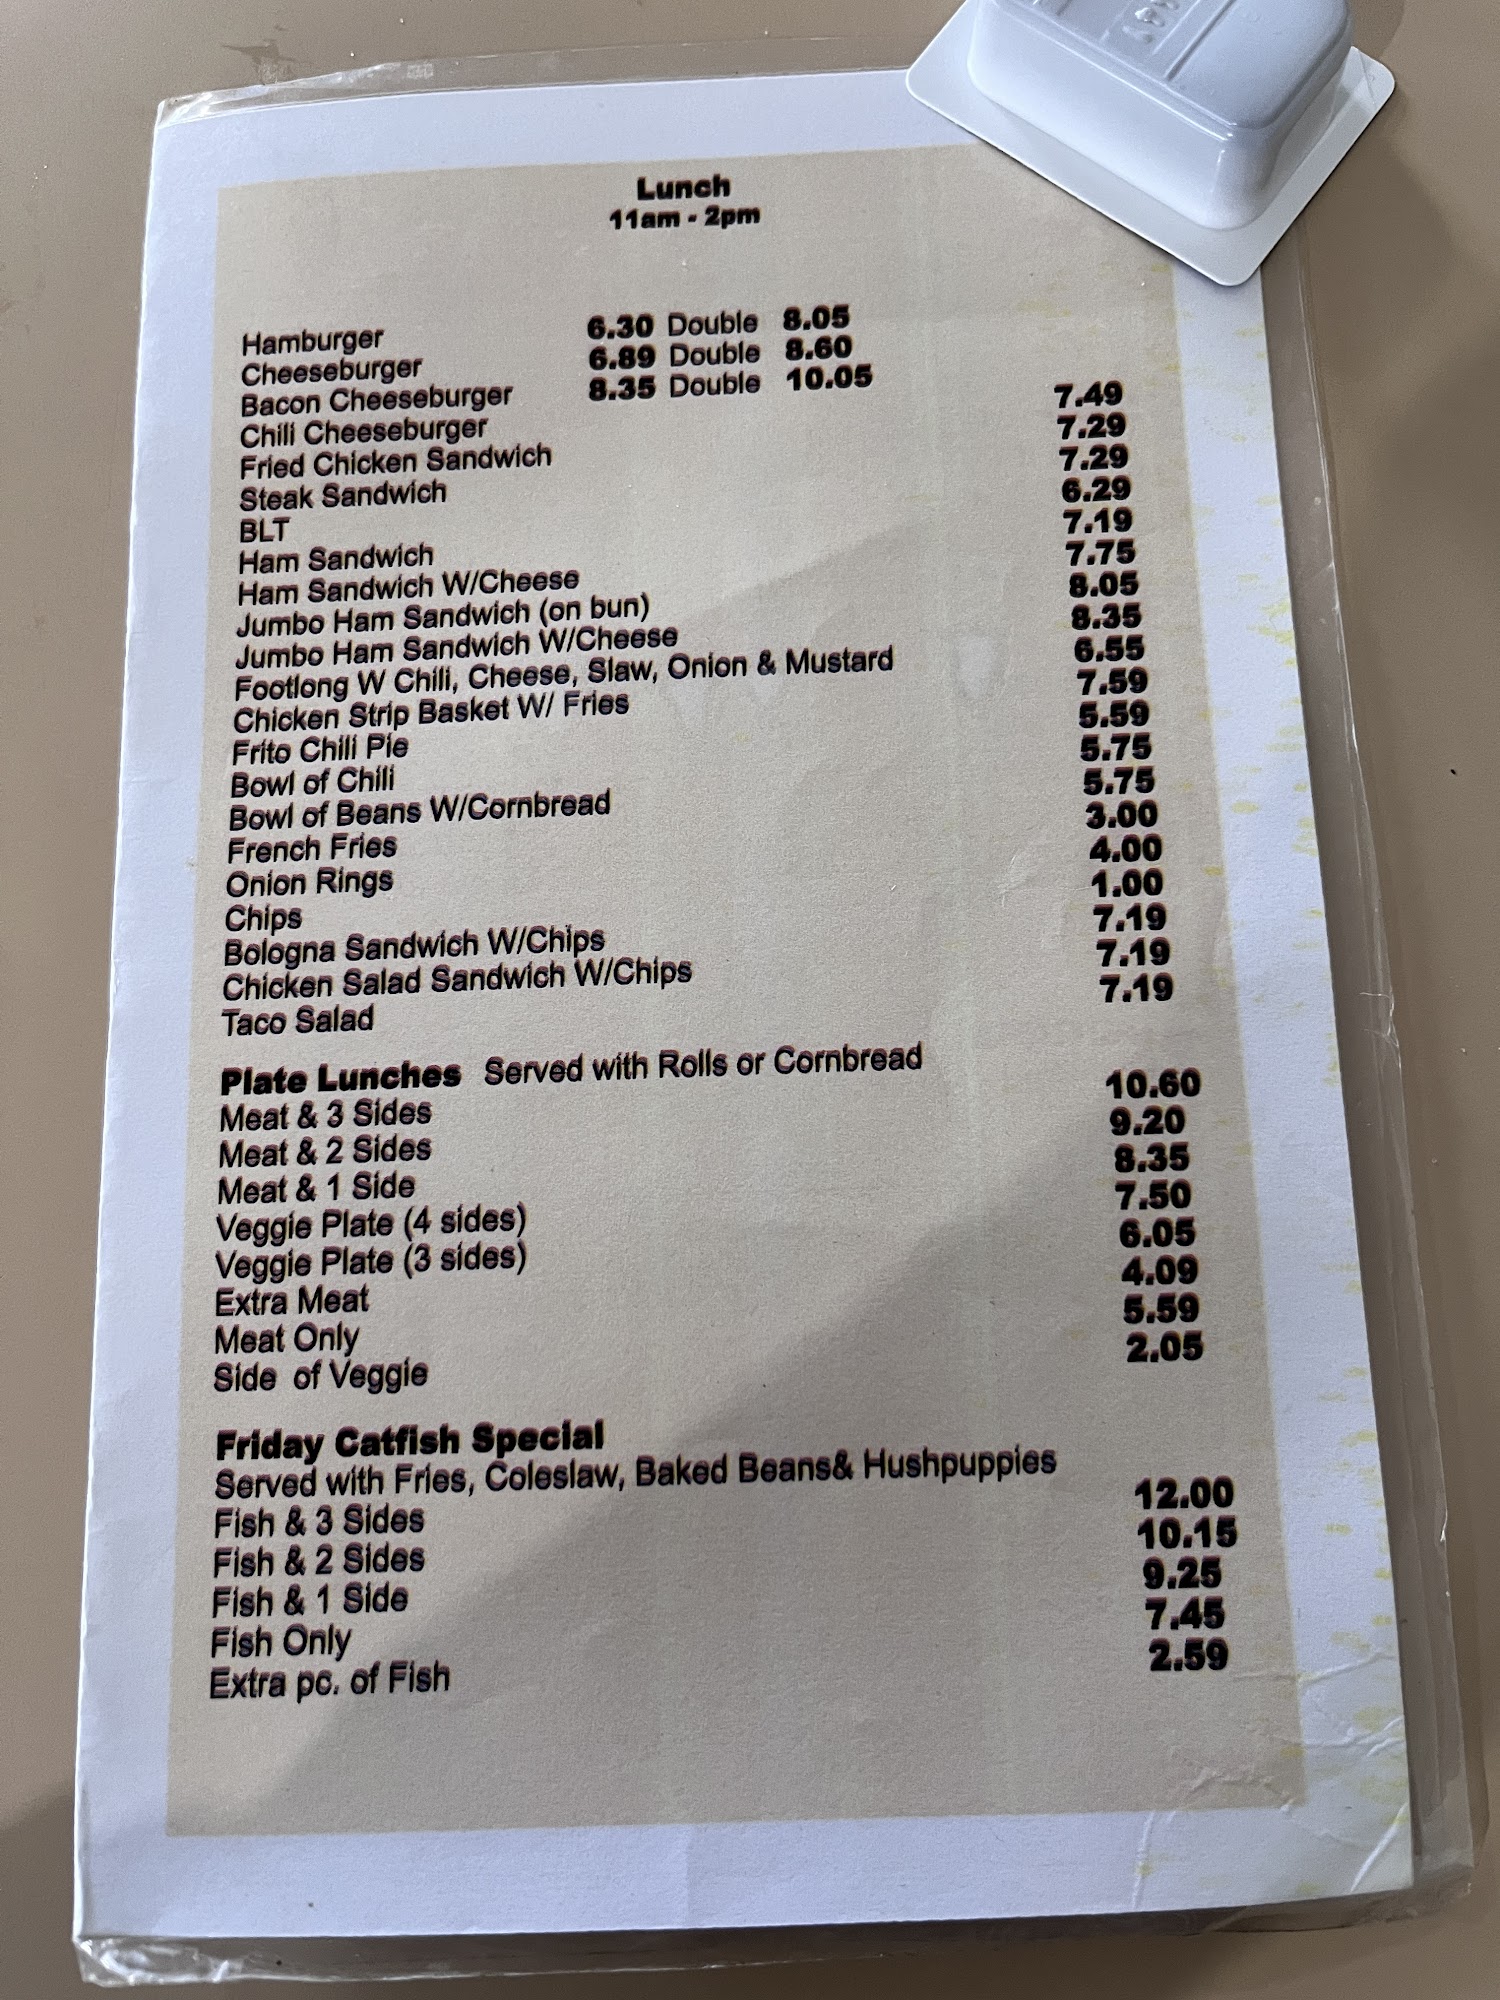 Lunch
11am - 2pm
Hamburger 6.30 Double 8.05
Cheeseburger 6.89 Double 8.60
Bacon Cheeseburger 8.35 Double 10.05
Chili Cheeseburger 7.49
Fried Chicken Sandwich 7.29
Steak Sandwich 7.29
BLT 6.29
Ham Sandwich 7.19
Ham Sandwich W/Cheese 7.75
Jumbo Ham Sandwich (on bun) 8.05
Jumbo Ham Sandwich W/Cheese 8.35
Footlong W Chili, Cheese, Slaw, Onion & Mustard 6.55
Chicken Strip Basket W/ Fries 7.59
Frito Chili Pie 5.59
Bowl of Chili 5.75
Bowl of Beans W/Cornbread 5.75
French Fries 3.00
Onion Rings 4.00
Chips 1.00
Bologna Sandwich W/Chips 7.19
Chicken Salad Sandwich W/Chips 7.19
Taco Salad 7.19
Plate Lunches Served with Rolls or Cornbread
Meat & 3 Sides 10.60
Meat & 2 Sides 9.20
Meat & 1 Side 8.35
Veggie Plate (4 sides) 7.50
Veggie Plate (3 sides) 6.05
Extra Meat 4.09
Meat Only 5.59
Side of Veggie 2.05
Friday Catfish Special
Served with Fries, Coleslaw, Baked Beans& Hushpuppies
Fish & 3 Sides 12.00
Fish & 2 Sides 10.15
Fish & 1 Side 9.25
Fish Only 7.45
Extra pc. of Fish 2.59